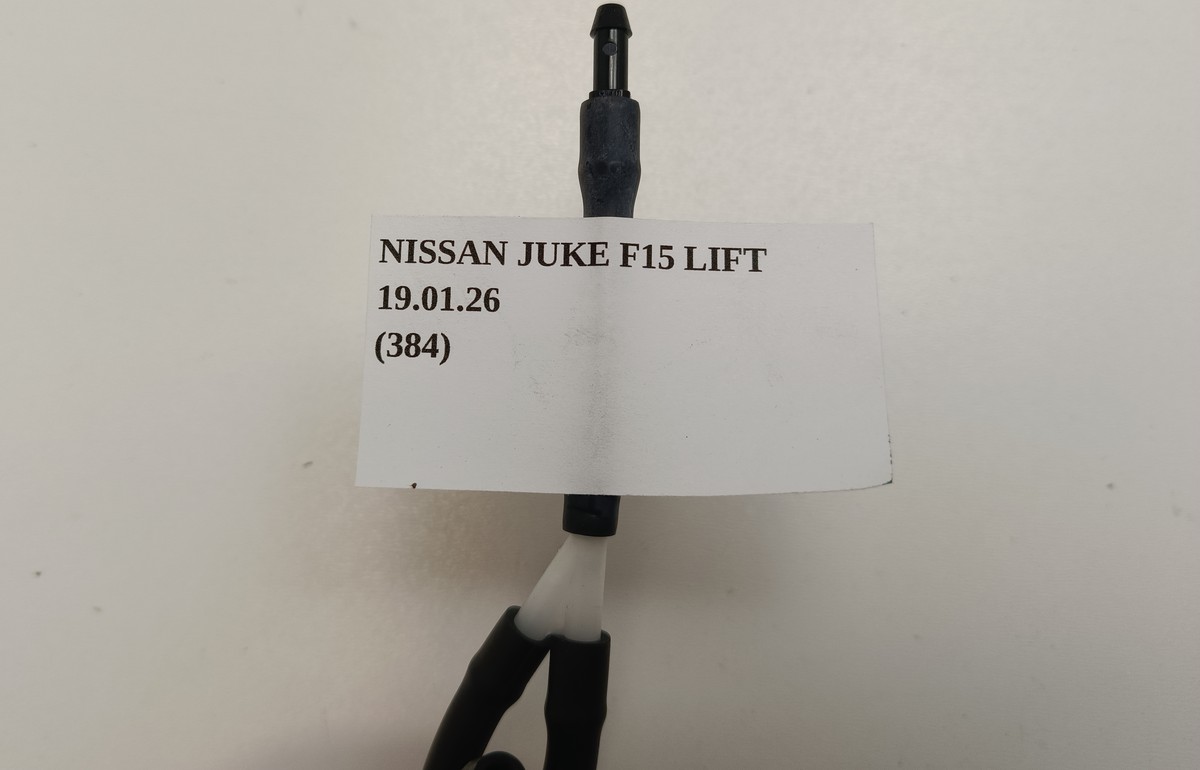 NISSAN JUKE F15 LIFT
19.01.26
(384)